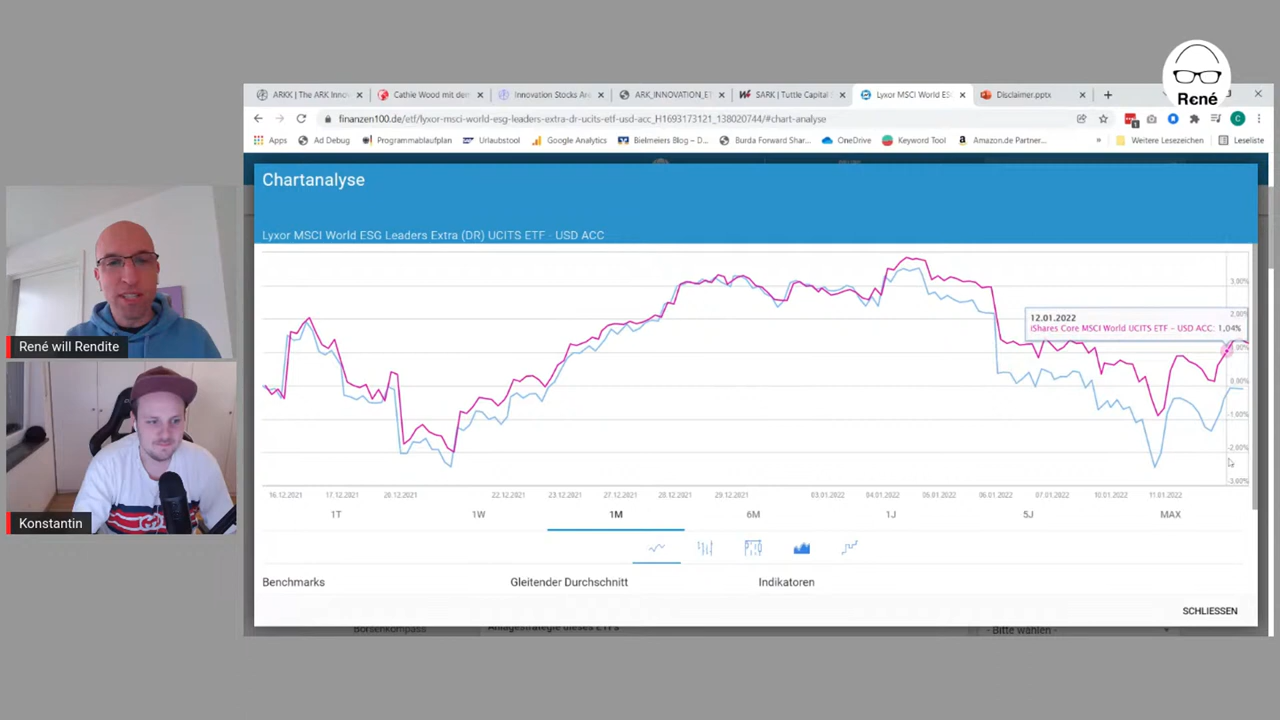 René
ARKK | The ARK Innov
Cathie Wood mit dem
Innovation Stocks Are
ARK_INNOVATION_E
SARK | Tuttle Capital
Lyxor MSCI World ES
Disclaimer.pptx
finanzen100.de/etf/lyxor-msci-world-esg-leaders-extra-dr-ucits-etf-usd-acc_H1693173121_138020744/#chart-analyse
Apps
Ad Debug
Programmablaufplan
Urlaubstool
Google Analytics
Bielmeiers Blog – D...
Burda Forward Shar...
OneDrive
Keyword Tool
Amazon.de Partner...
»
Weitere Lesezeichen
Leseliste
Chartanalyse
Lyxor MSCI World ESG Leaders Extra (DR) UCITS ETF - USD ACC
3,00%
2,00%
12.01.2022
iShares Core MSCI World UCITS ETF - USD ACC: 1,04%
0,00%
-1,00%
-2,00%
-3,00%
16.12.2021 17.12.2021 20.12.2021 22.12.2021 23.12.2021 27.12.2021 28.12.2021 29.12.2021 03.01.2022 04.01.2022 05.01.2022 06.01.2022 07.01.2022 10.01.2022 11.01.2022
1T 1W 1M 6M 1J 5J MAX
Benchmarks Gleitender Durchschnitt Indikatoren
SCHLIESSEN
Börsenkompass
Anlagestrategie dieses ETFs
- Bitte wählen -
René will Rendite
Konstantin